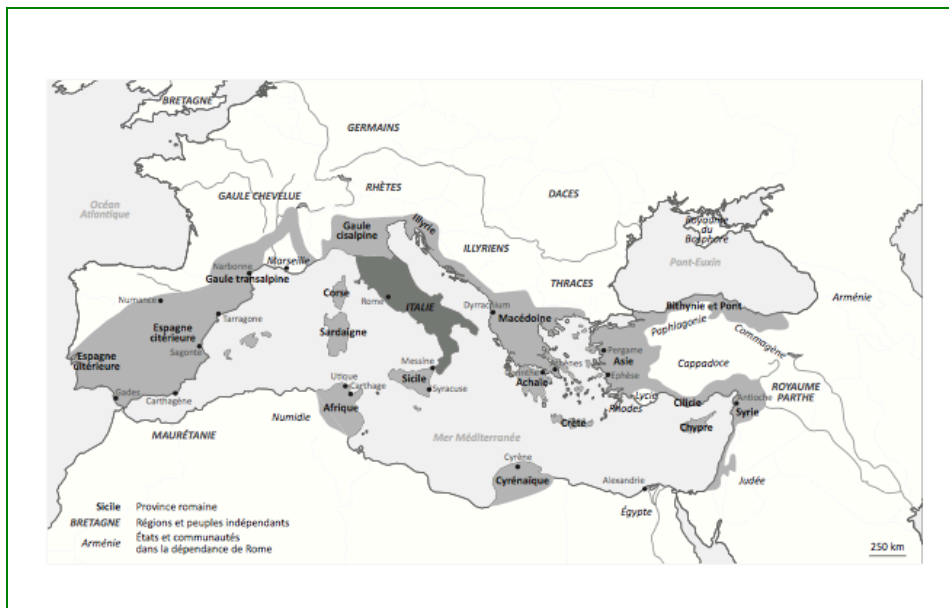 BRETAGNE
GERMAINS
GAULE CHEVELUE
RHÈTES
DACES
Océan
Atlantique
Gaule
cisalpine
Illyrie
ILLYRIENS
Royaume
du
Bosphore
Pont-Euxin
Narbonne
Marseille
Gaule transalpine
THRACES
Arménie
Numance
Corse
Rome
ITALIE
Dyrrachium
Macédoine
Bithynie et Pont
Paphlagonie
Commagène
Tarragone
Espagne
citérieure
Sardaigne
Sagonte
Espagne
ultérieure
Messine
Sicile
Syracuse
Pergame
Asie
Cappadoce
Athènes
Corinthe
Achaïe
Ephèse
Utique
Carthage
Gades
Carthagène
Afrique
Lycie
Rhodes
Cilicie
Antioche
ROYAUME
PARTHE
Syrie
Numidie
MAURÉTANIE
Crète
Chypre
Mer Méditerranée
Cyrène
Cyrénaïque
Alexandrie
Judée
Égypte
Sicile Province romaine
BRETAGNE Régions et peuples indépendants
Arménie États et communautés
dans la dépendance de Rome
250 km